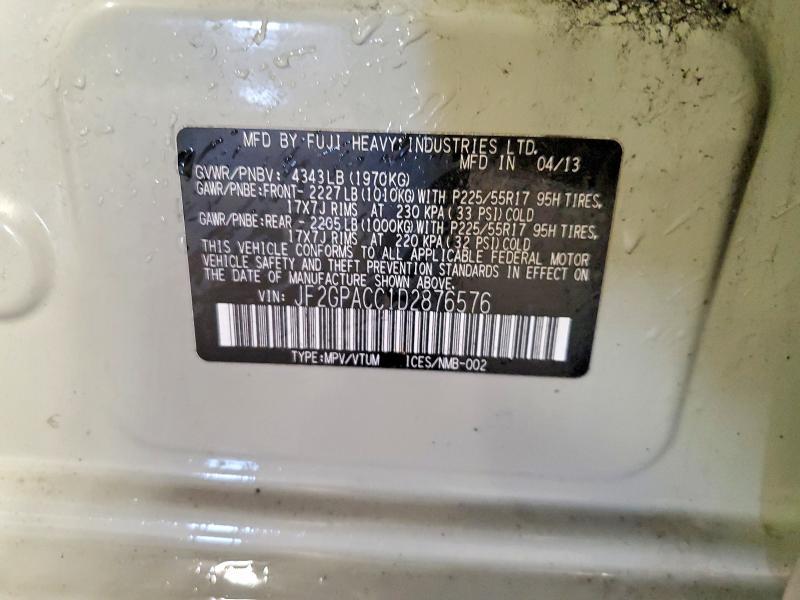 MFD BY FUJI HEAVY INDUSTRIES LTD.
MFD IN 04/13
GVWR/PNBV: 4343LB(1970KG)
GAWR/PNBE:FRONT- 2227LB(1010KG)WITH P225/55R17 95H TIRES,
17X7J RIMS AT 230 KPA(33 PSI)COLD
GAWR/PNBE:REAR - 2205LB(1000KG)WITH P225/55R17 95H TIRES,
17X7J RIMS AT 220 KPA(32 PSI)COLD
THIS VEHICLE CONFORMS TO ALL APPLICABLE FEDERAL MOTOR
VEHICLE SAFETY AND THEFT PREVENTION STANDARDS IN EFFECT ON
THE DATE OF MANUFACTURE SHOWN ABOVE.
VIN: JF2GPACC1D2876576
TYPE:MPV/VTUM ICES/NMB-002